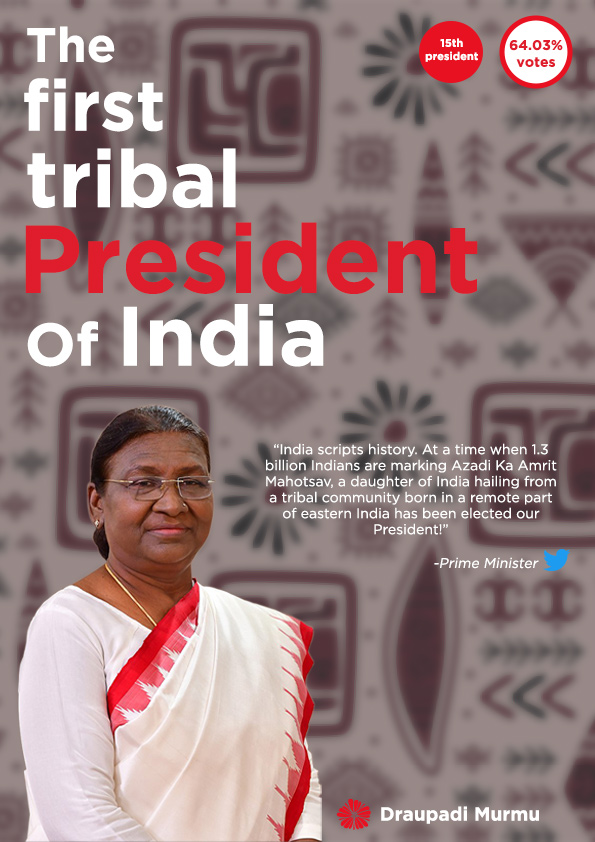 The
first
tribal
President
of India
15th
president
64.03%
votes
“India scripts history. At a time when 1.3
billion Indians are marking Azadi Ka Amrit
Mahotsav, a daughter of India hailing from
a tribal community born in a remote part
of eastern India has been elected our
President!”
-Prime Minister
Draupadi Murmu